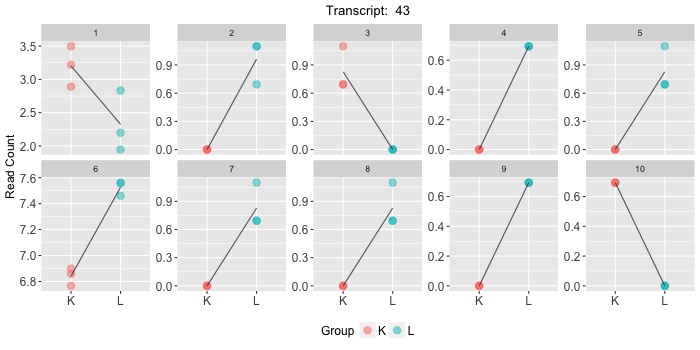 Transcript: 43
Read Count
1 2 3 4 5
3.5 3.0 2.5 2.0
0.9 0.6 0.3 0.0
0.9 0.6 0.3 0.0
0.6 0.4 0.2 0.0
0.9 0.6 0.3 0.0
6 7 8 9 10
7.6 7.4 7.2 7.0 6.8
0.9 0.6 0.3 0.0
0.9 0.6 0.3 0.0
0.6 0.4 0.2 0.0
0.6 0.4 0.2 0.0
K L K L K L K L K L
Group K L